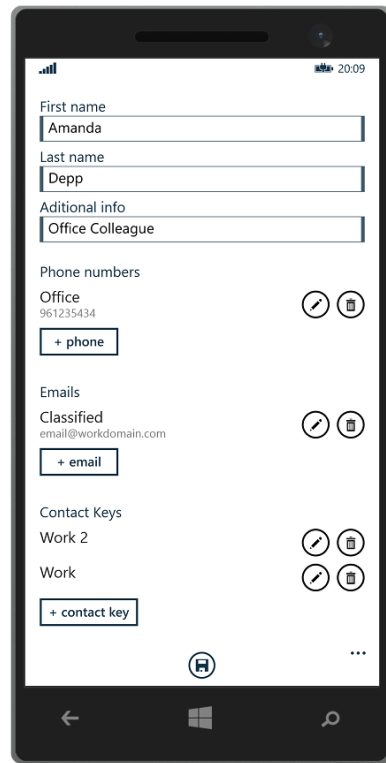 20:09
First name
Amanda
Last name
Depp
Aditional info
Office Colleague
Phone numbers
Office
961235434
+ phone
Emails
Classified
email@workdomain.com
+ email
Contact Keys
Work 2
Work
+ contact key